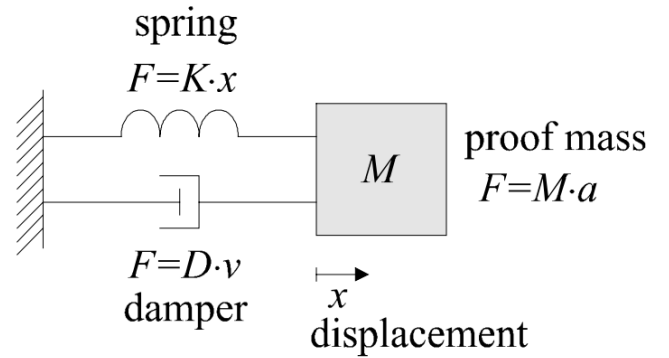 spring
F=K·x
M
proof mass
F=M·a
F=D·v
damper
x
displacement